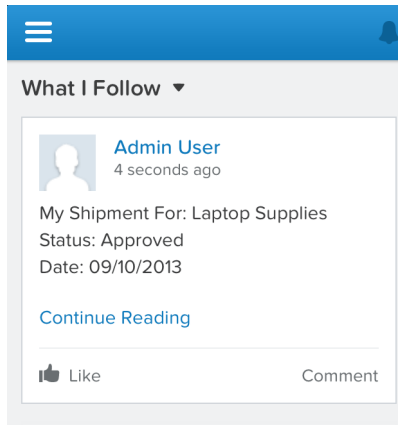 What I Follow
Admin User
4 seconds ago
My Shipment For: Laptop Supplies
Status: Approved
Date: 09/10/2013
Continue Reading
Like
Comment